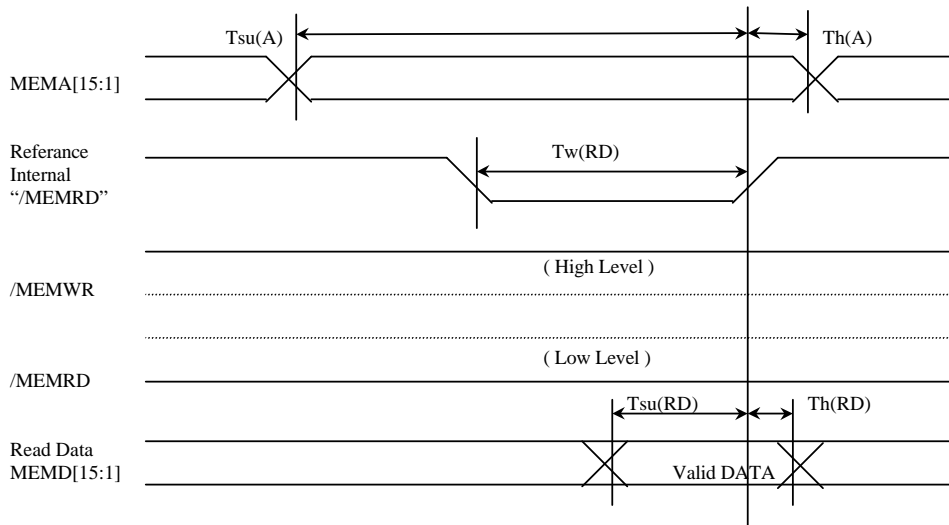 Tsu(A)
Th(A)
MEMA[15:1]
Referance
Internal
“/MEMRD”
Tw(RD)
( High Level )
/MEMWR
( Low Level )
/MEMRD
Tsu(RD)
Th(RD)
Read Data
MEMD[15:1]
Valid DATA